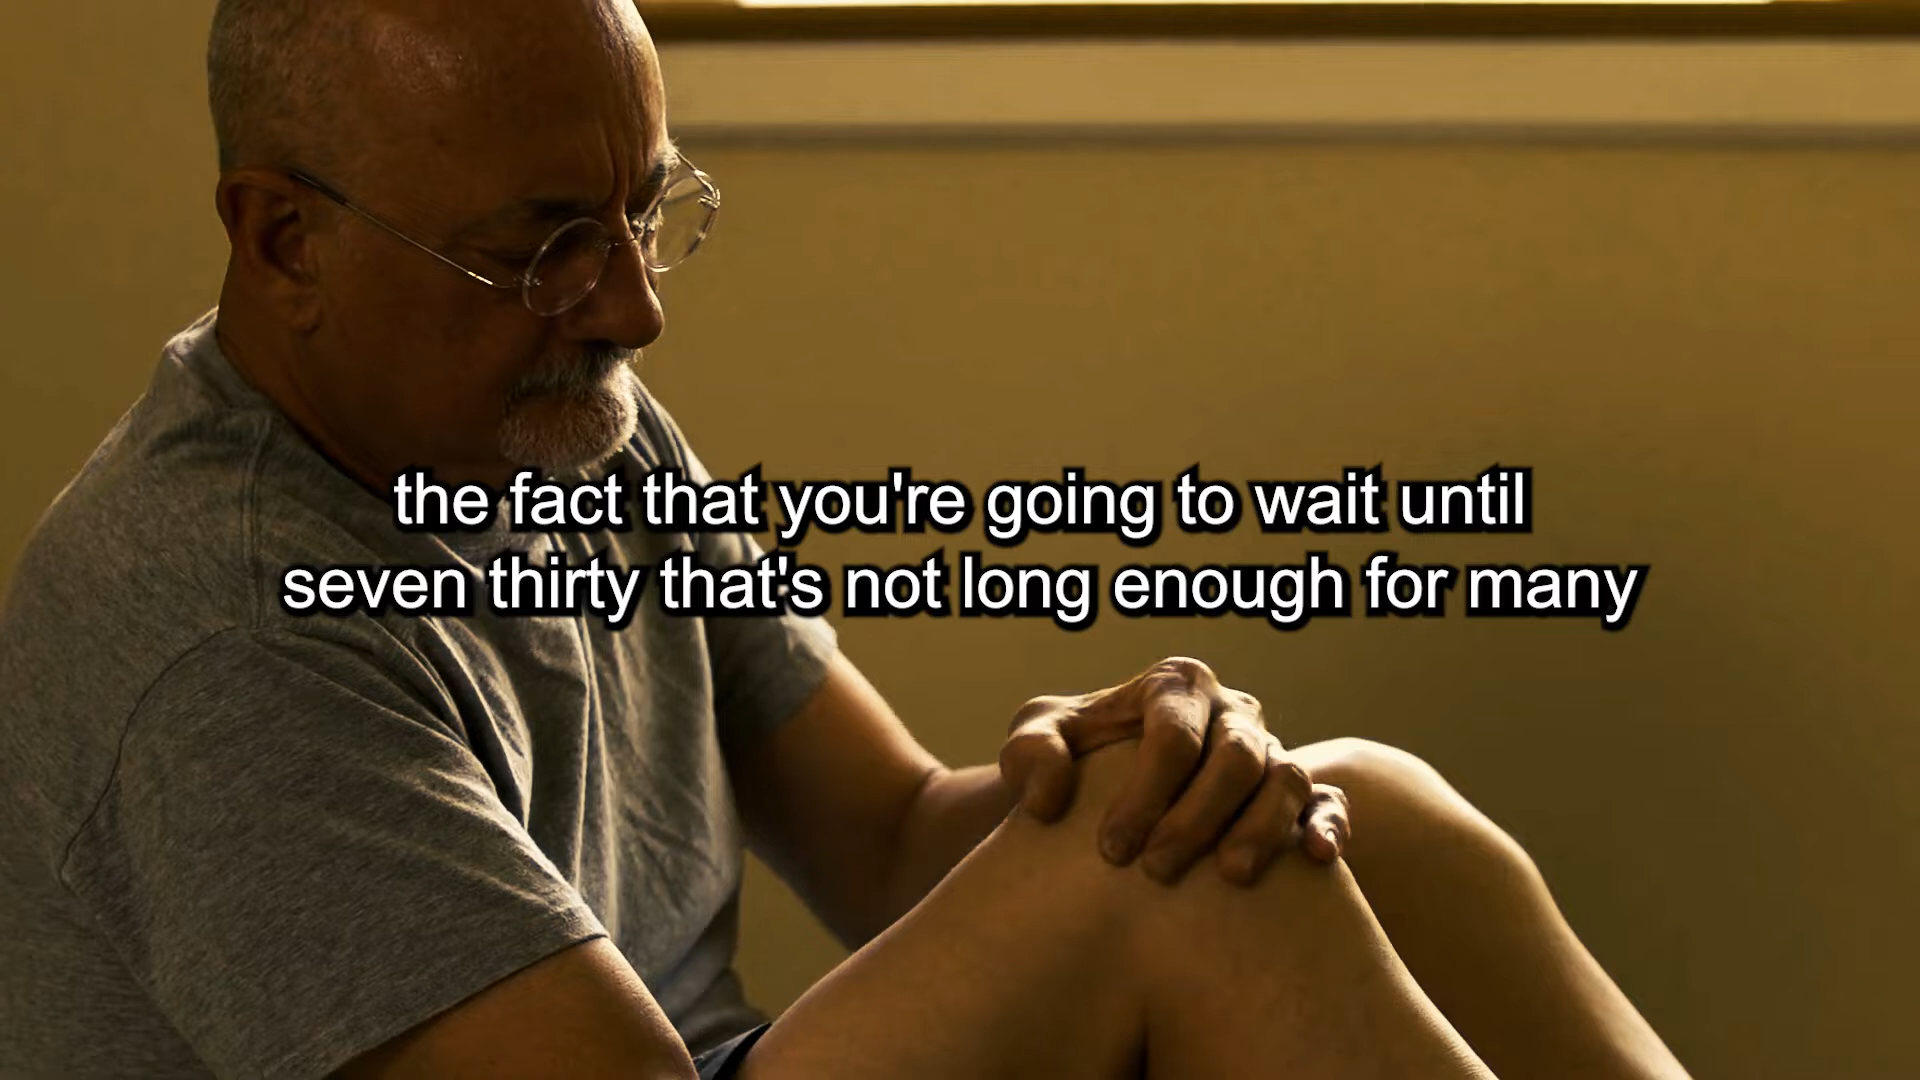 the fact that you're going to wait until
seven thirty that's not long enough for many